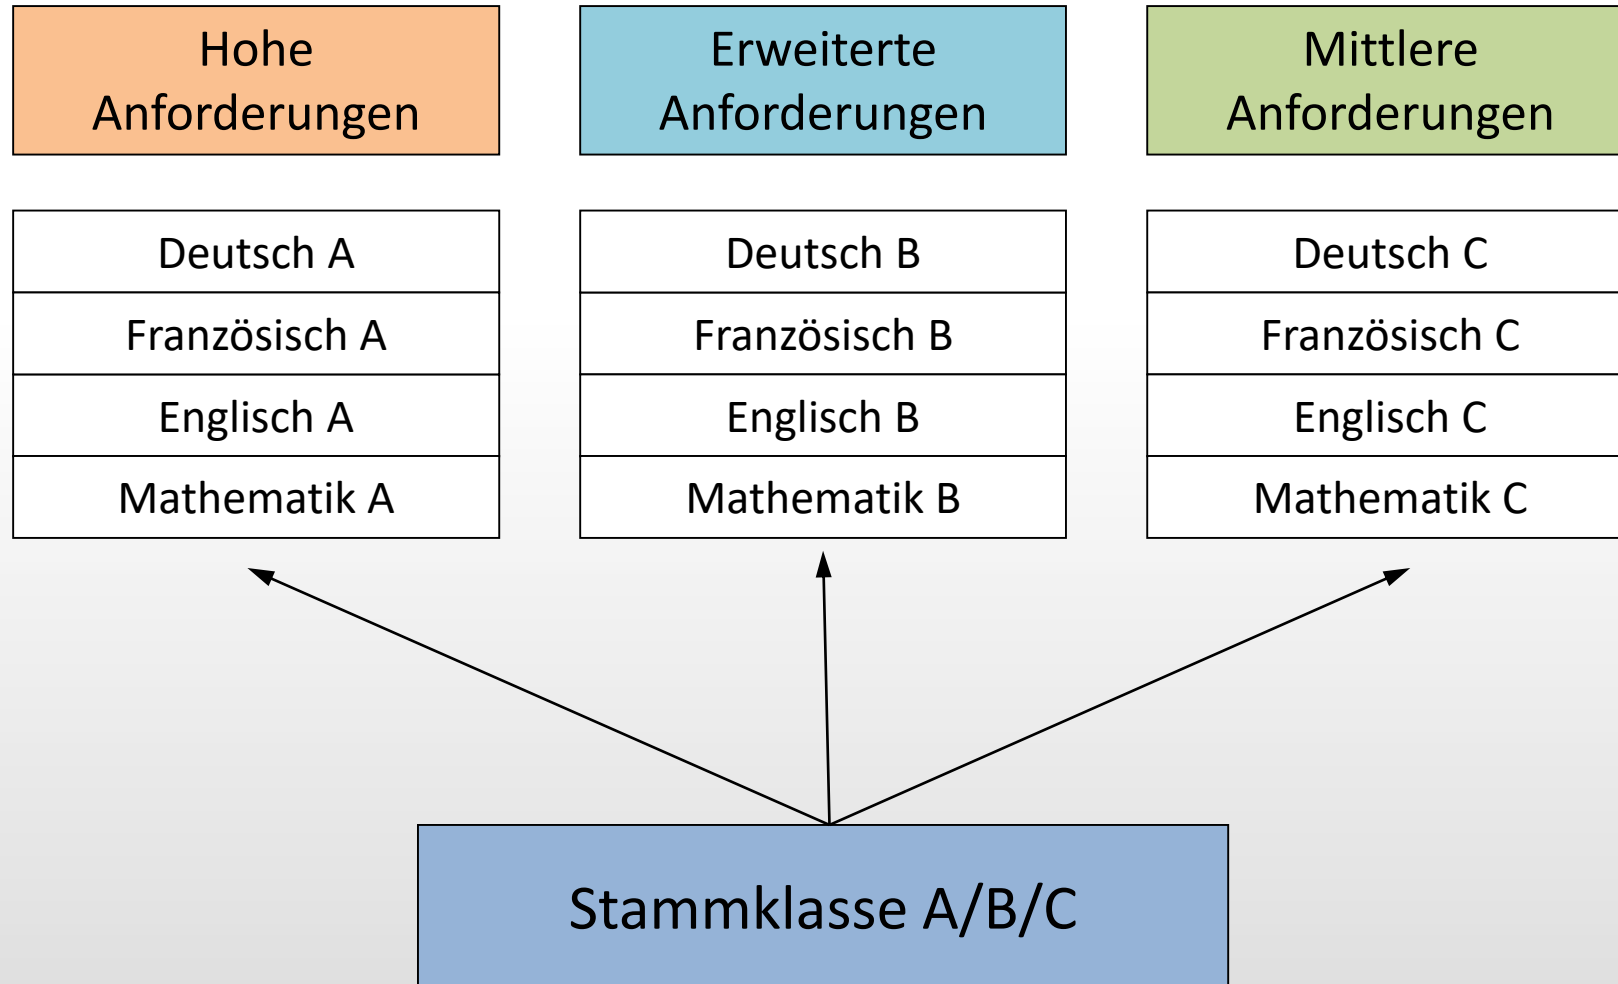 Hohe
Anforderungen
Erweiterte
Anforderungen
Mittlere
Anforderungen
Deutsch A
Französisch A
Englisch A
Mathematik A
Deutsch B
Französisch B
Englisch B
Mathematik B
Deutsch C
Französisch C
Englisch C
Mathematik C
Stammklasse A/B/C